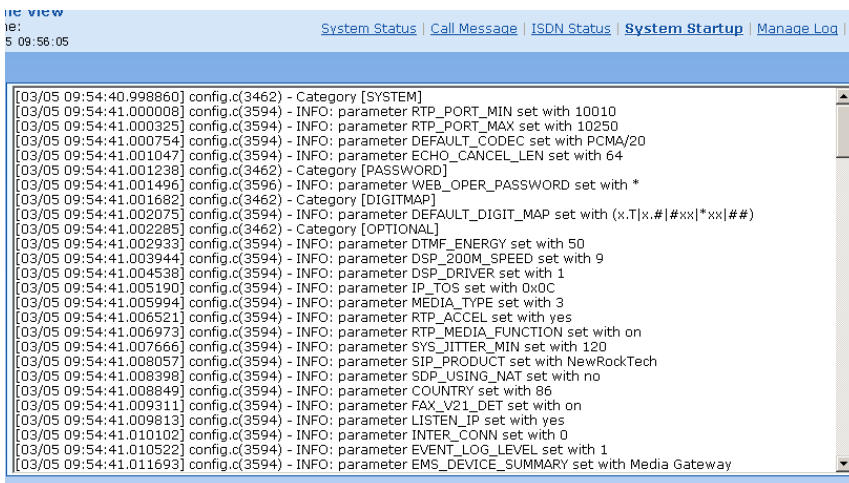 View
09:56:05
System Status | Call Message | ISDN Status | System Startup | Manage Log |
[03/05 09:54:40.998860] config.c(3462) - Category [SYSTEM]
[03/05 09:54:41.000008] config.c(3594) - INFO: parameter RTP_PORT_MIN set with 10010
[03/05 09:54:41.000325] config.c(3594) - INFO: parameter RTP_PORT_MAX set with 10250
[03/05 09:54:41.000754] config.c(3594) - INFO: parameter DEFAULT_CODEC set with PCMA/20
[03/05 09:54:41.001047] config.c(3594) - INFO: parameter ECHO_CANCEL_LEN set with 64
[03/05 09:54:41.001238] config.c(3462) - Category [PASSWORD]
[03/05 09:54:41.001496] config.c(3596) - INFO: parameter WEB_OPER_PASSWORD set with *
[03/05 09:54:41.001682] config.c(3462) - Category [DIGITMAP]
[03/05 09:54:41.002075] config.c(3594) - INFO: parameter DEFAULT_DIGIT_MAP set with (x.T|x.#|#xx|*xx|##)
[03/05 09:54:41.002285] config.c(3462) - Category [OPTIONAL]
[03/05 09:54:41.002933] config.c(3594) - INFO: parameter DTMF_ENERGY set with 50
[03/05 09:54:41.003944] config.c(3594) - INFO: parameter DSP_200M_SPEED set with 9
[03/05 09:54:41.004538] config.c(3594) - INFO: parameter DSP_DRIVER set with 1
[03/05 09:54:41.005190] config.c(3594) - INFO: parameter IP_TOS set with 0x0C
[03/05 09:54:41.005994] config.c(3594) - INFO: parameter MEDIA_TYPE set with 3
[03/05 09:54:41.006521] config.c(3594) - INFO: parameter RTP_ACCEL set with yes
[03/05 09:54:41.006973] config.c(3594) - INFO: parameter RTP_MEDIA_FUNCTION set with on
[03/05 09:54:41.007666] config.c(3594) - INFO: parameter SYS_JITTER_MIN set with 120
[03/05 09:54:41.008057] config.c(3594) - INFO: parameter SIP_PRODUCT set with NewRockTech
[03/05 09:54:41.008398] config.c(3594) - INFO: parameter SDP_USING_NAT set with no
[03/05 09:54:41.008849] config.c(3594) - INFO: parameter COUNTRY set with 86
[03/05 09:54:41.009311] config.c(3594) - INFO: parameter FAX_V21_DET set with on
[03/05 09:54:41.009813] config.c(3594) - INFO: parameter LISTEN_IP set with yes
[03/05 09:54:41.010102] config.c(3594) - INFO: parameter INTER_CONN set with 0
[03/05 09:54:41.010522] config.c(3594) - INFO: parameter EVENT_LOG_LEVEL set with 1
[03/05 09:54:41.011693] config.c(3594) - INFO: parameter EMS_DEVICE_SUMMARY set with Media Gateway